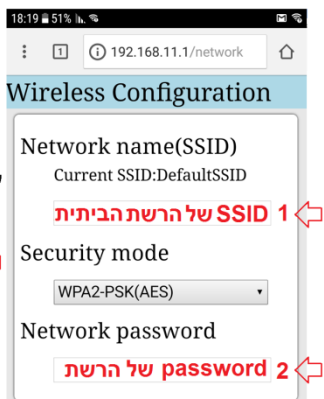 18:19 51%
1 192.168.11.1/network
Wireless Configuration
Network name(SSID)
Current SSID:DefaultSSID
SSID של הרשת הביתית 1
Security mode
WPA2-PSK(AES)
Network password
password של הרשת 2